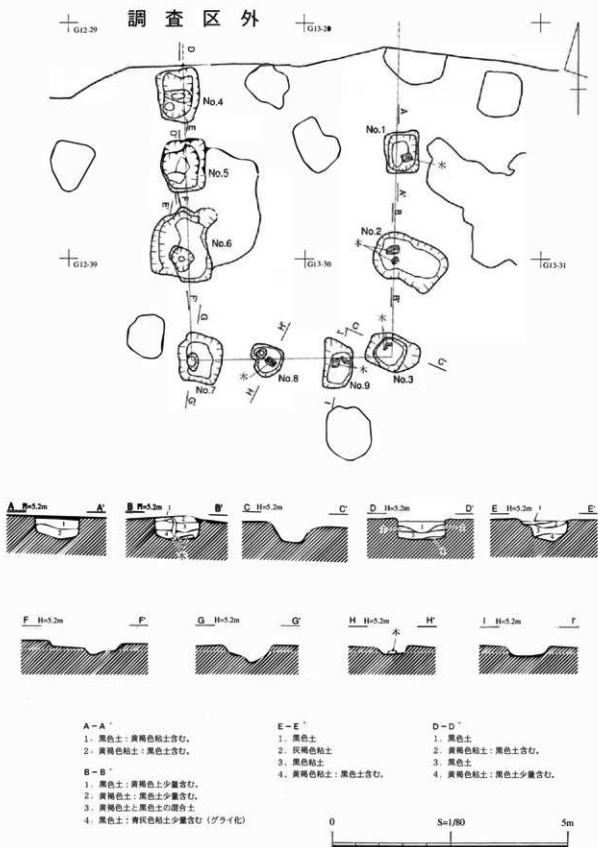 調査区外
G12-29
G13-20
D
No.4
A
No.1
E
D'
No.5
木
A'
F
B
E'
No.2
木
No.6
G12-39
G13-30
G13-31
F'
B'
G
H'
木
C
I'
C'
No.7
木
No.8
No.9
木
No.3
G'
H
I
A H=5.2m A'
B H=5.2m B'
C H=5.2m C'
D H=5.2m D'
E H=5.2m E'
F H=5.2m F'
G H=5.2m G'
H H=5.2m H'
木
I H=5.2m I'
A-A´
1. 黒色土：黄褐色粘土含む。
2. 黄褐色粘土：黒色土含む。
B-B´
1. 黒色土：黄褐色土少量含む。
2. 黄褐色土：黒色土少量含む。
3. 黄褐色土と黒色土の混合土
4. 黒色土：青灰色粘土少量含む（グライ化）
E-E´
1. 黒色土
2. 灰褐色粘土
3. 黒色粘土
4. 黄褐色粘土：黒色土含む。
D-D´
1. 黒色土
2. 黄褐色粘土：黒色土含む。
3. 黒色土
4. 黄褐色粘土：黒色土少量含む。
0 S=1/80 5m